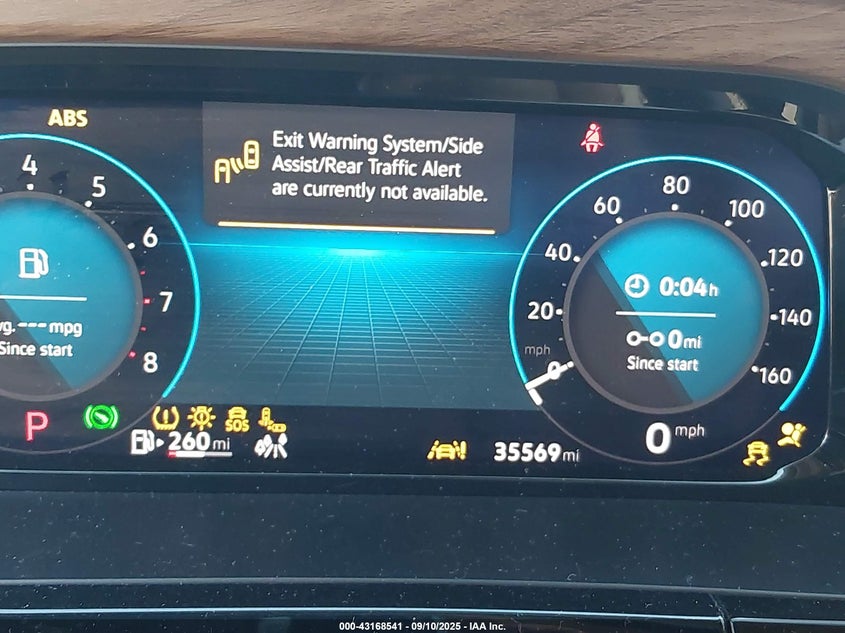 ABS
Exit Warning System/Side
Assist/Rear Traffic Alert
are currently not available.
4
5
6
7
8
--- mpg
Since start
P
SOS
260 mi
20
40
60
80
100
120
140
160
mph
0:04h
0mi
Since start
0 mph
35569mi
000-43168541 - 09/10/2025 - IAA Inc.